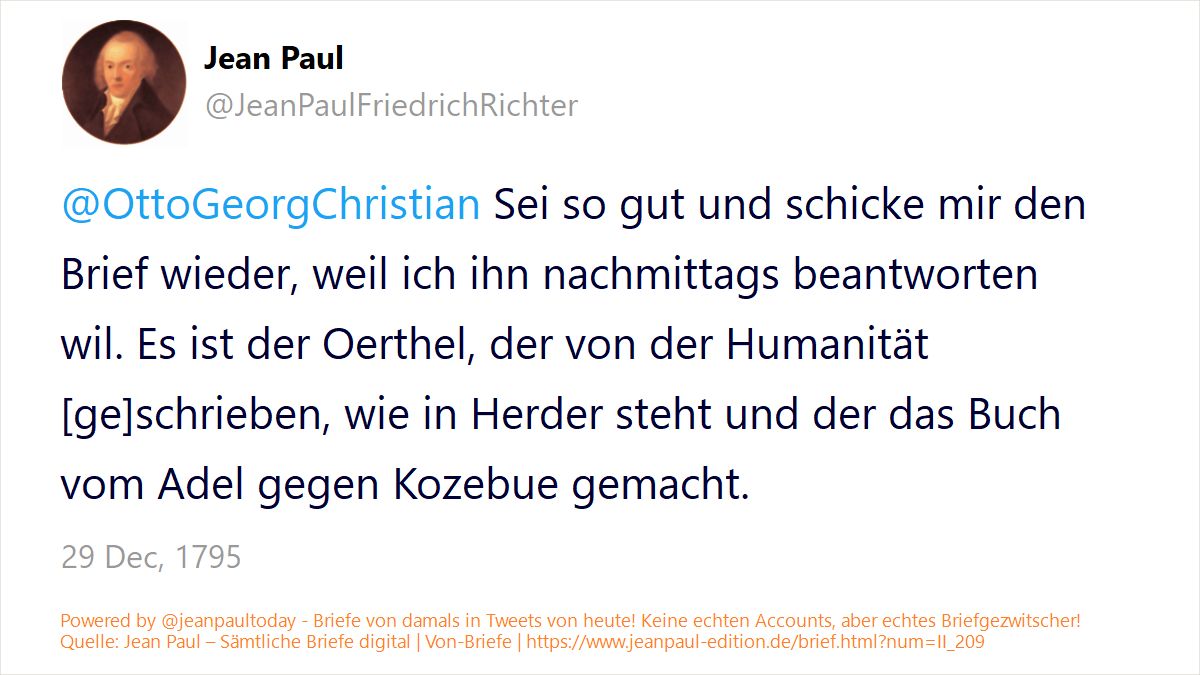 Jean Paul
@JeanPaulFriedrichRichter
@OttoGeorgChristian Sei so gut und schicke mir den
Brief wieder, weil ich ihn nachmittags beantworten
wil. Es ist der Oerthel, der von der Humanität
[ge]schrieben, wie in Herder steht und der das Buch
vom Adel gegen Kozebue gemacht.
29 Dec, 1795
Powered by @jeanpaultoday - Briefe von damals in Tweets von heute! Keine echten Accounts, aber echtes Briefgezwitscher!
Quelle: Jean Paul – Sämtliche Briefe digital | Von-Briefe | https://www.jeanpaul-edition.de/brief.html?num=II_209